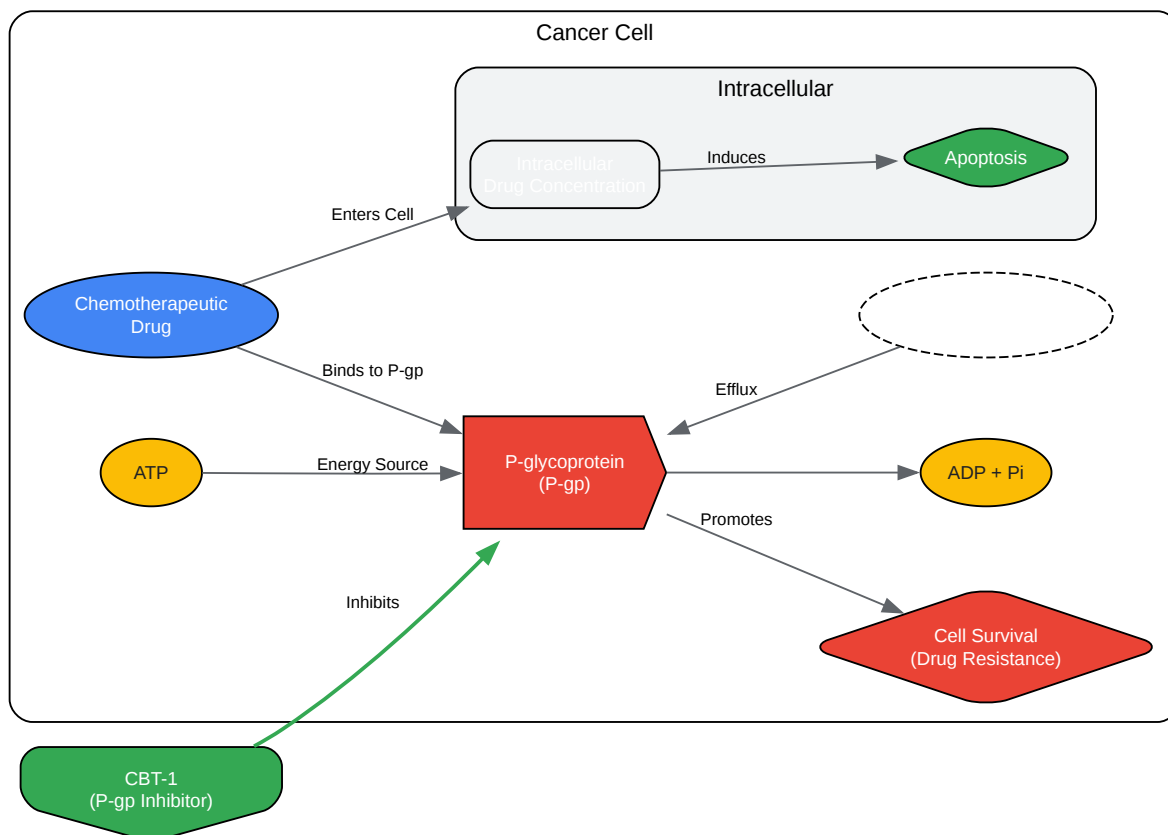 Cancer Cell
Intracellular
Intracellular
Drug Concentration
Induces
Apoptosis
Enters Cell
Chemotherapeutic
Drug
Binds to P-gp
Efflux
ATP
Energy Source
P-glycoprotein
(P-gp)
ADP + Pi
Promotes
Inhibits
Cell Survival
(Drug Resistance)
CBT-1
(P-gp Inhibitor)